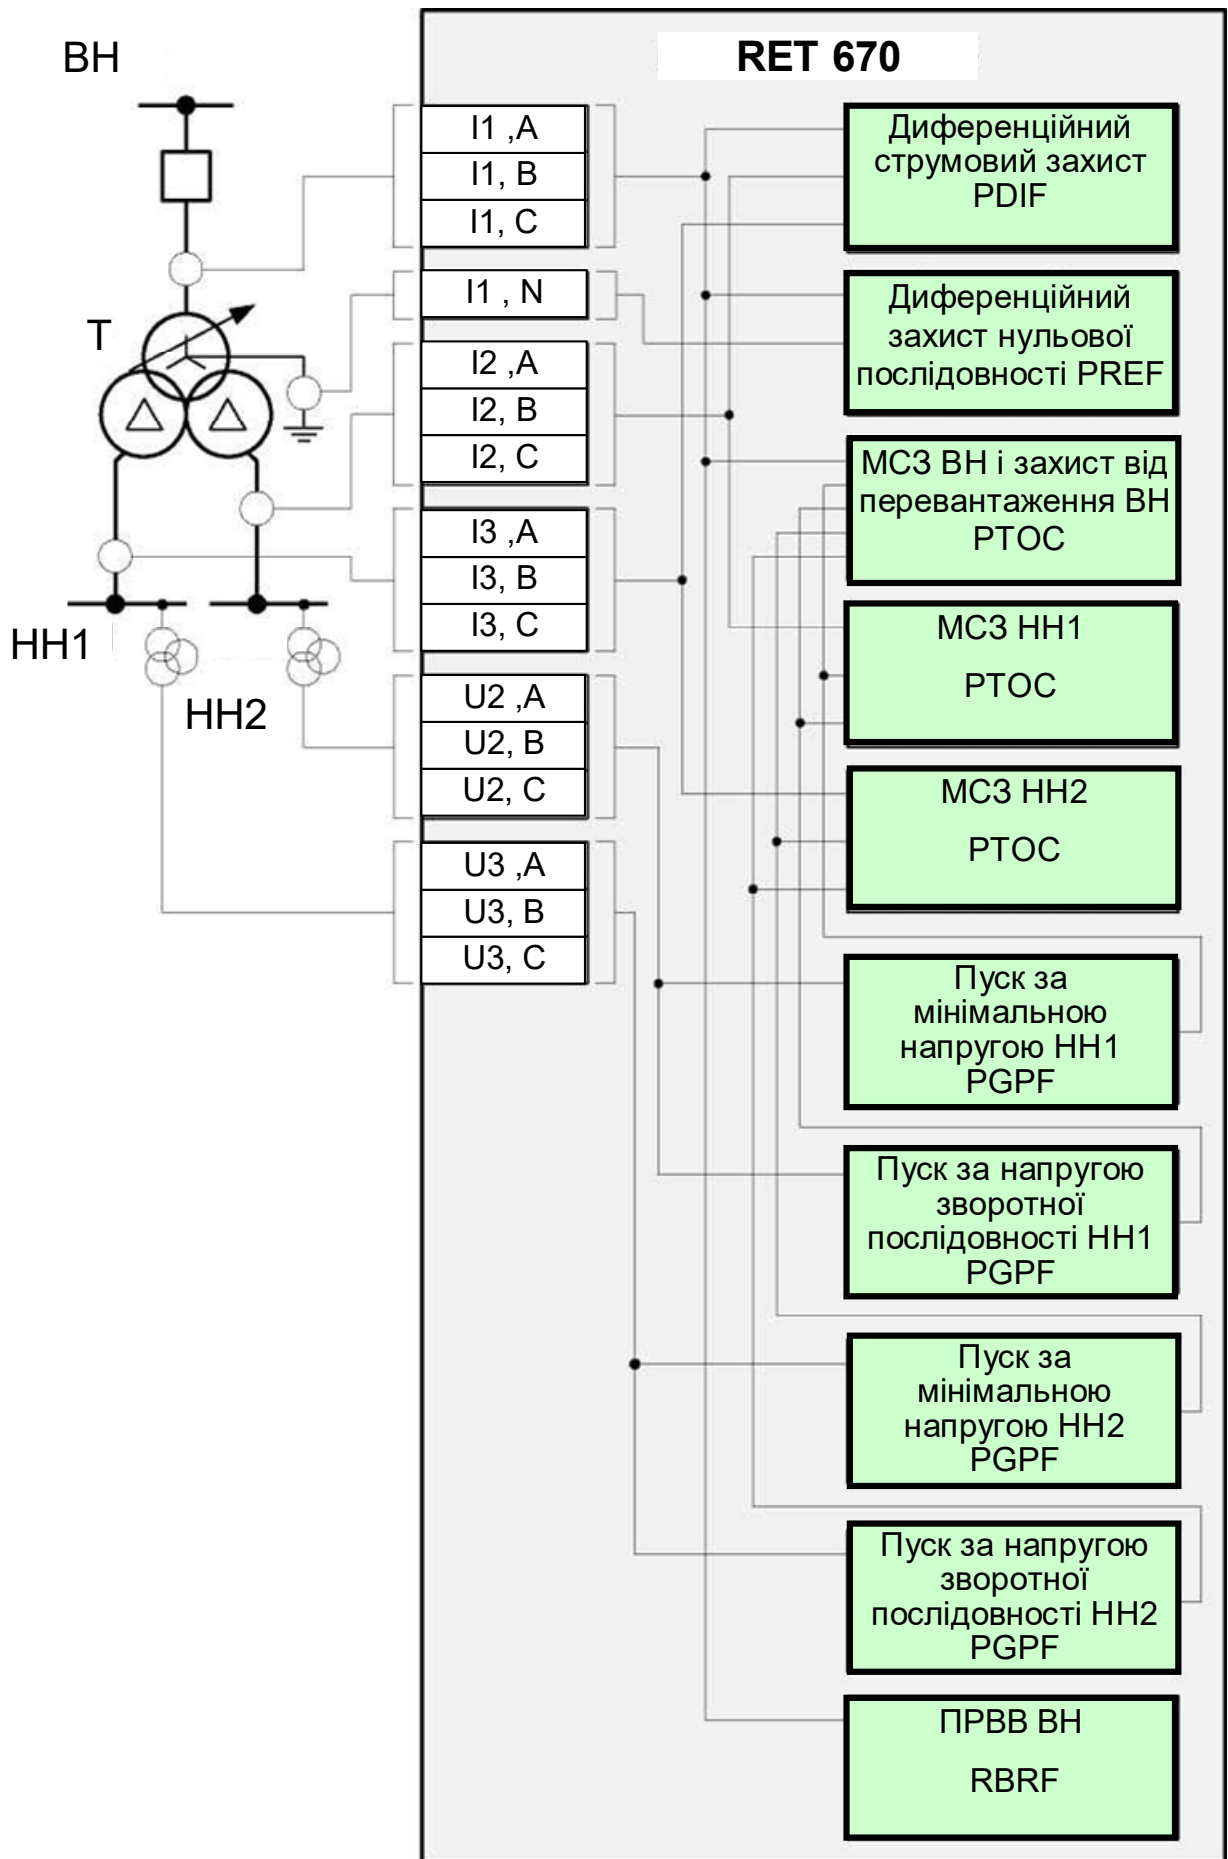 RET 670
ВН
Т
НН1
НН2
I1 ,A
I1, B
I1, C
I1 , N
I2 ,A
I2, B
I2, C
I3 ,A
I3, B
I3, C
U2 ,A
U2, B
U2, C
U3 ,A
U3, B
U3, C
Диференційний
струмовий захист
PDIF
Диференційний
захист нульової
послідовності PREF
МСЗ ВН і захист від
перевантаження ВН
PTOC
МСЗ НН1
PTOC
МСЗ НН2
PTOC
Пуск за
мінімальною
напругою НН1
PGPF
Пуск за напругою
зворотної
послідовності НН1
PGPF
Пуск за
мінімальною
напругою НН2
PGPF
Пуск за напругою
зворотної
послідовності НН2
PGPF
ПРВВ ВН
RBRF